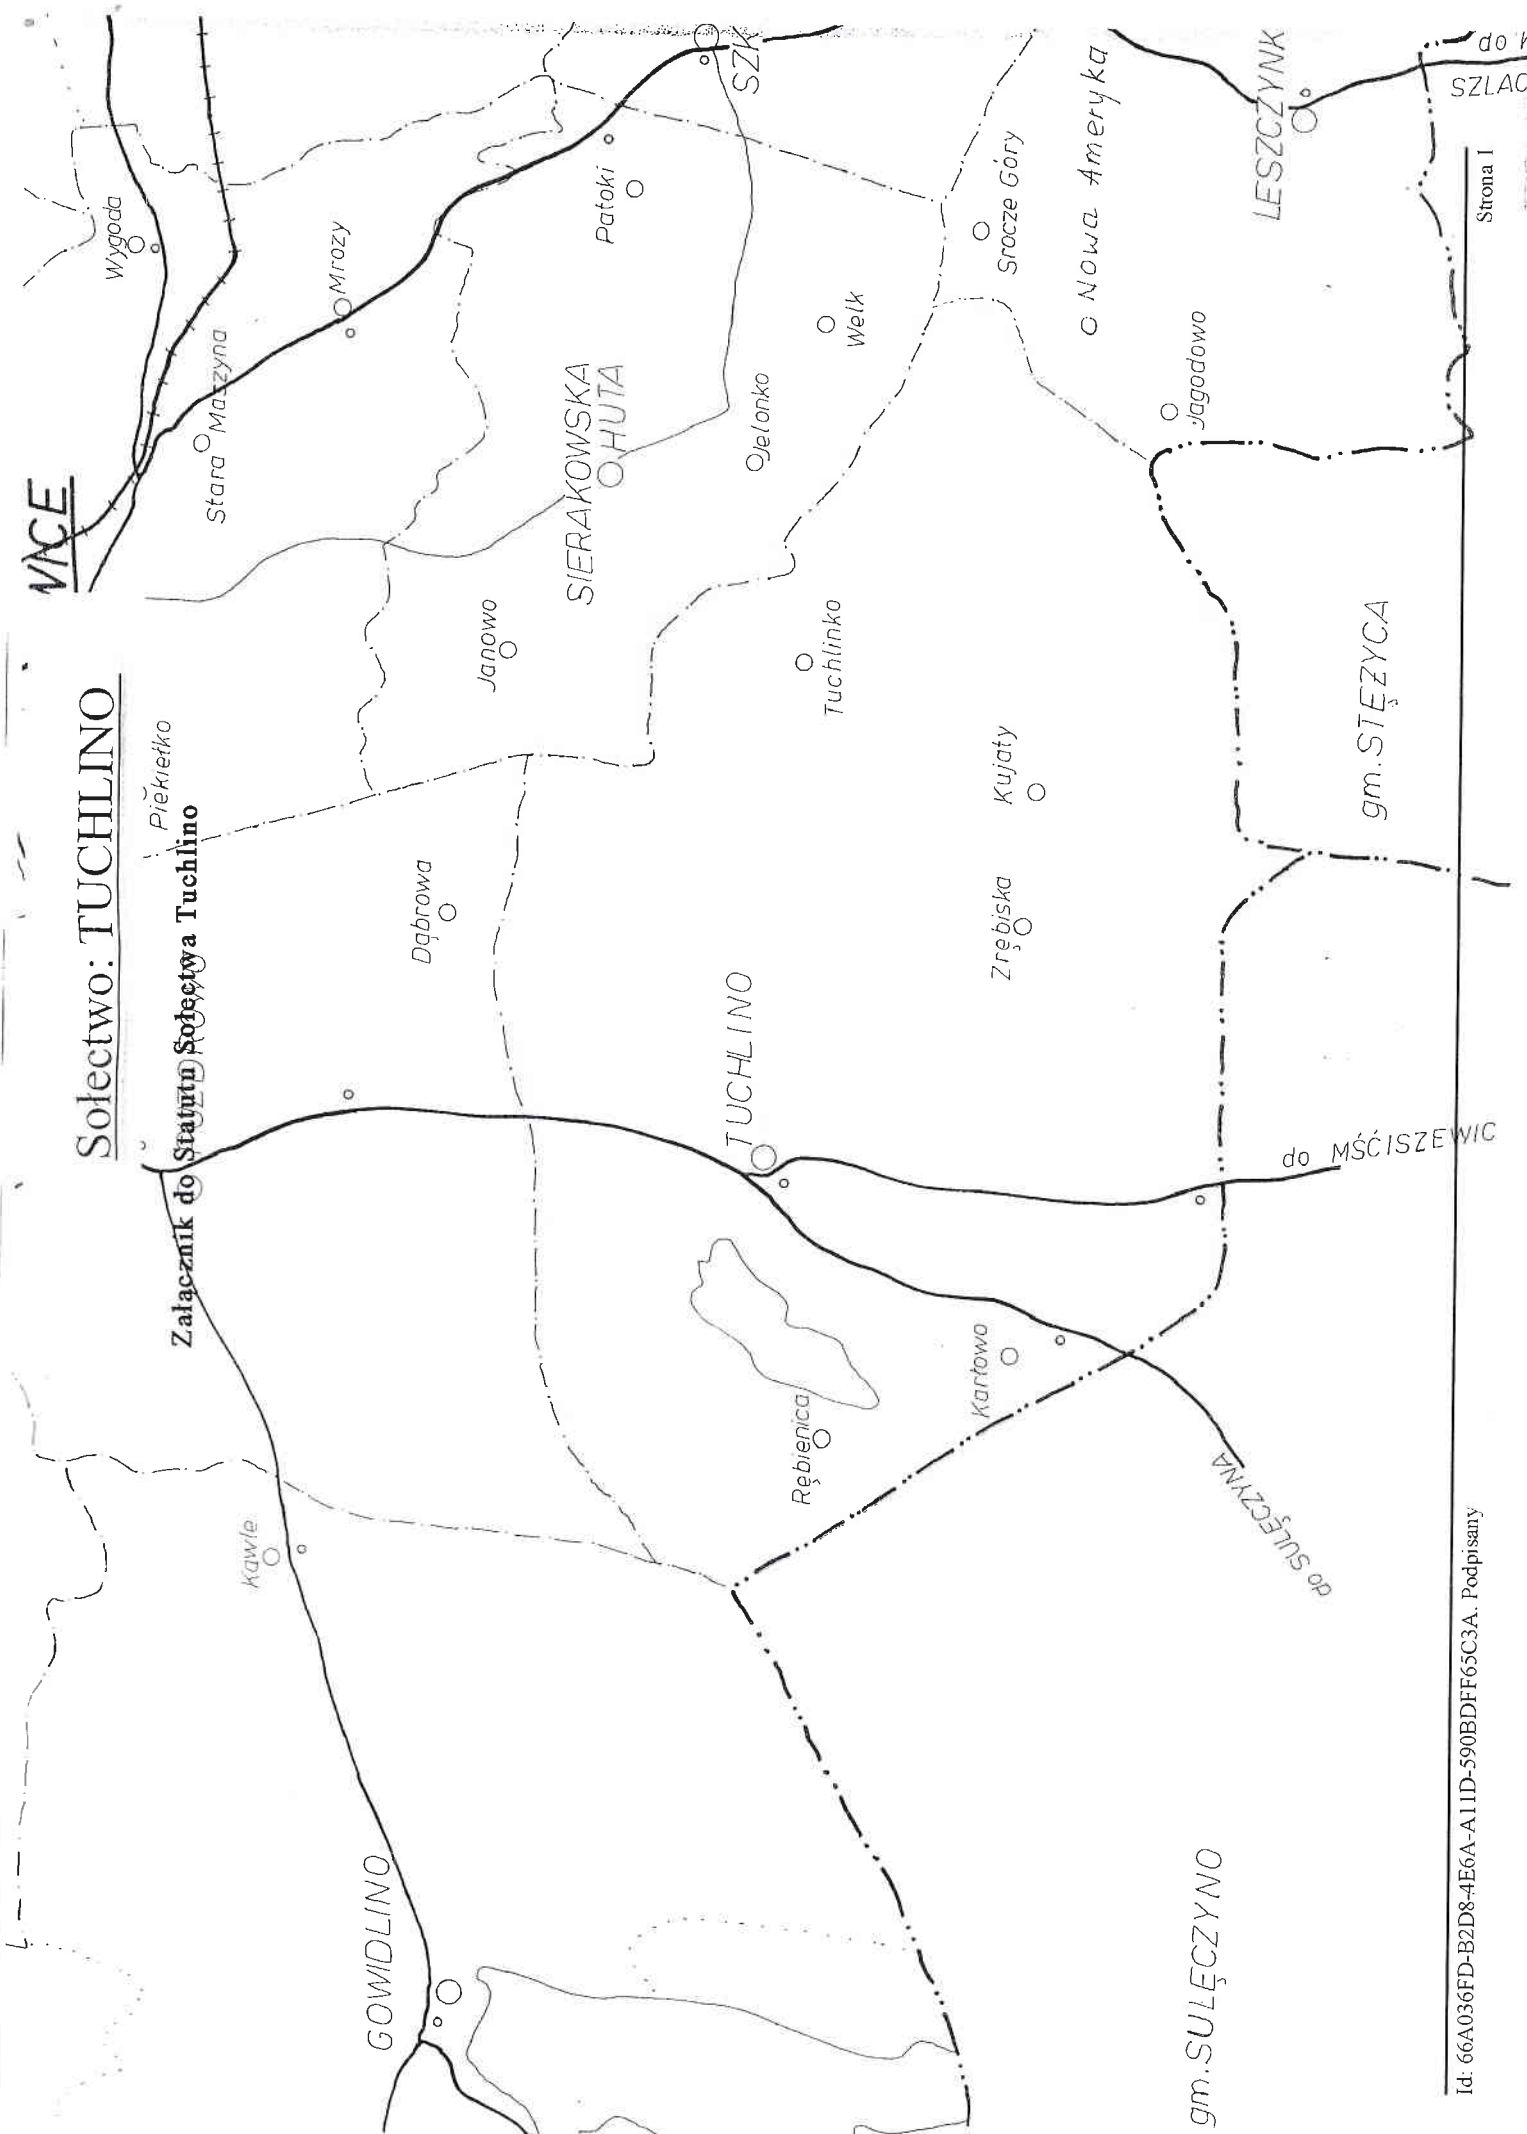 Sołectwo: TUCHLINO
Załącznik do Statutu Sołectwa Tuchlino
Piekiełko
WICE
Wygoda
Stara Maszyna
Mrozy
Kawle
Dąbrowa
Janowo
SIERAKOWSKA
HUTA
Patoki
GOWIDLINO
TUCHLINO
Jelonko
Welk
Tuchlinko
Rębienica
Kartowo
Zrębiska
Kujaty
Srocze Góry
Nowa Ameryka
Jagodowo
LESZCZYNK
SZLAC
do MŚCISZEWIC
do SULĘCZYNA
gm. SULĘCZYNO
gm. STĘŻYCA
Id: 66A036FD-B2D8-4E6A-A11D-590BDFF65C3A. Podpisany
Strona 1